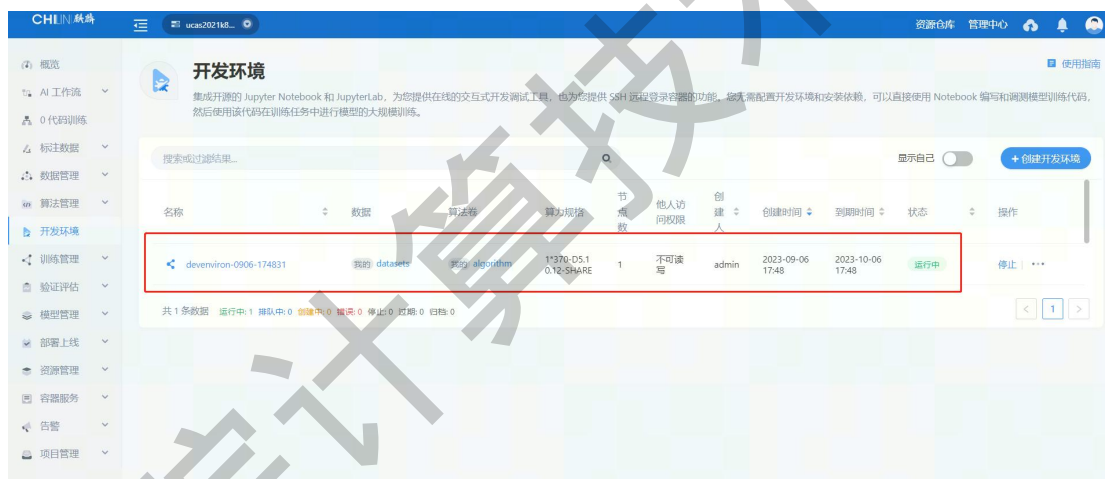 CHILIN 麒麟
ucas2021k8...
资源仓库 管理中心
概览
AI 工作流
0 代码训练
标注数据
数据管理
算法管理
开发环境
训练管理
验证评估
模型管理
部署上线
资源管理
容器服务
告警
项目管理
开发环境
使用指南
集成开源的 Jupyter Notebook 和 JupyterLab，为您提供在线的交互式开发调试工具，也为您提供 SSH 远程登录容器的功能。您无需配置开发环境和安装依赖，可以直接使用 Notebook 编写和调测模型训练代码，
然后使用该代码在训练任务中进行模型的大规模训练。
搜索或过滤结果...
显示自己
+ 创建开发环境
名称 数据 算法卷 算力规格 节点数 他人访问权限 创建人 创建时间 到期时间 状态 操作
devenviron-0906-174831 我的 datasets 我的 algorithm 1*370-D5.1 0.12-SHARE 1 不可读写 admin 2023-09-06 17:48 2023-10-06 17:48 运行中 停止 ···
共 1 条数据 运行中: 1 排队中: 0 创建中: 0 错误: 0 停止: 0 过期: 0 归档: 0
< 1 >
计算技